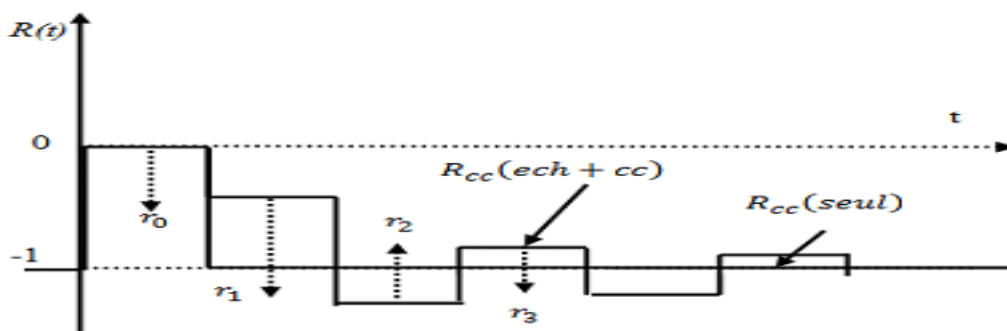 R(t)
t
0
R_cc(ech + cc)
r_0
r_2
R_cc(seul)
-1
r_1
r_3